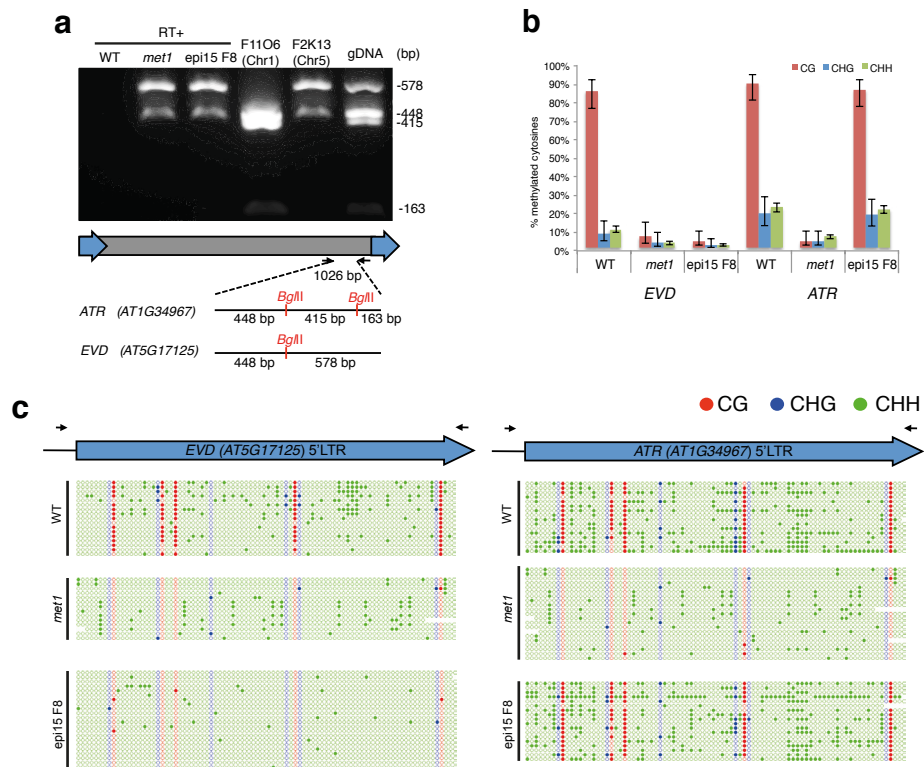 a
RT+
WT met1 epi15 F8 F11O6 (Chr1) F2K13 (Chr5) gDNA (bp)
-578
-448
-415
-163
1026 bp
BglII BglII
ATR (AT1G34967)
448 bp 415 bp 163 bp
BglII
EVD (AT5G17125)
448 bp 578 bp
b
CG CHG CHH
% methylated cytosines
100%
90%
80%
70%
60%
50%
40%
30%
20%
10%
0%
WT met1 epi15 F8 WT met1 epi15 F8
EVD ATR
c
CG CHG CHH
EVD (AT5G17125) 5'LTR
ATR (AT1G34967) 5'LTR
WT
met1
epi15 F8
WT
met1
epi15 F8